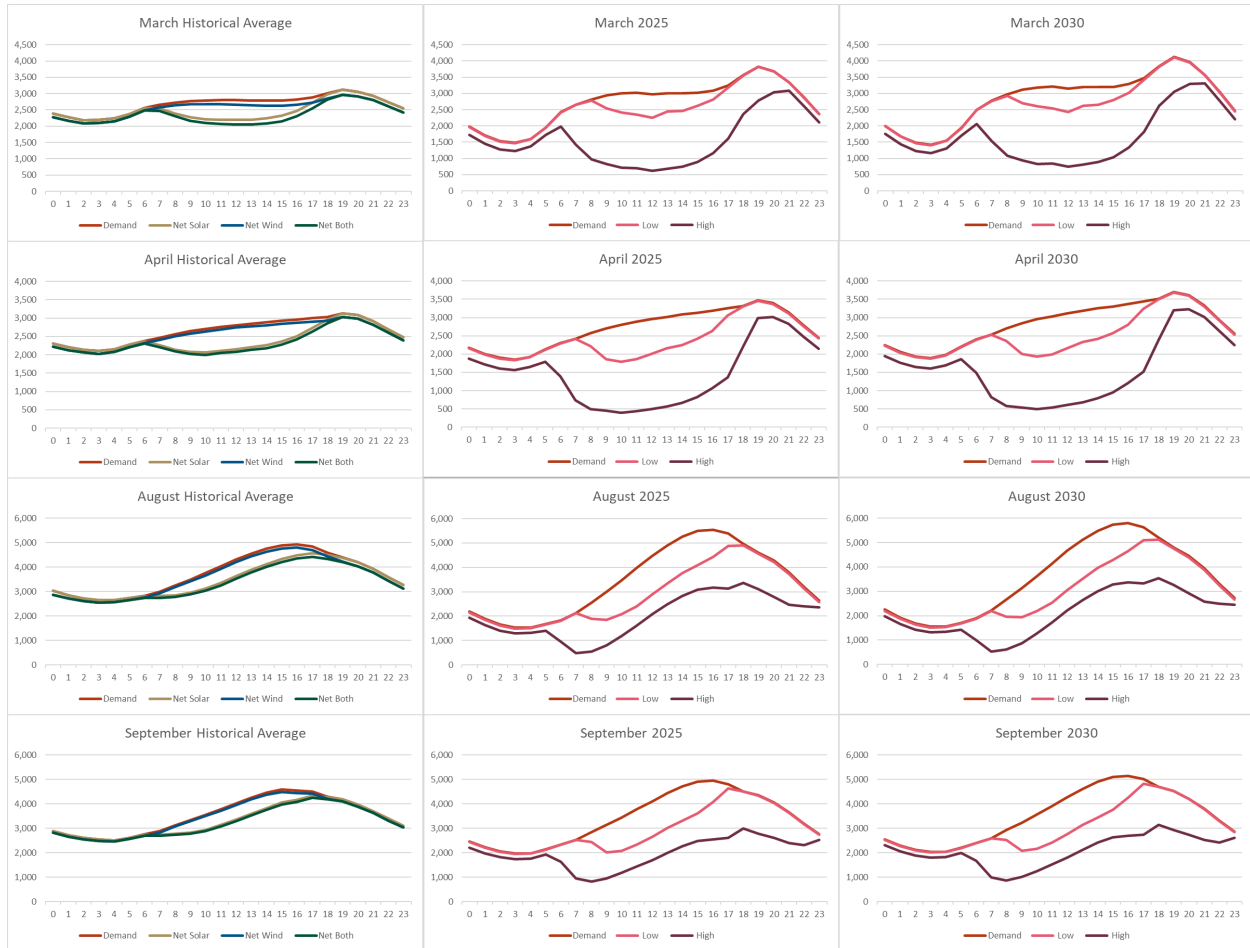 March Historical Average
4,500
4,000
3,500
3,000
2,500
2,000
1,500
1,000
500
0
0 1 2 3 4 5 6 7 8 9 10 11 12 13 14 15 16 17 18 19 20 21 22 23
Demand Net Solar Net Wind Net Both
March 2025
4,500
4,000
3,500
3,000
2,500
2,000
1,500
1,000
500
0
0 1 2 3 4 5 6 7 8 9 10 11 12 13 14 15 16 17 18 19 20 21 22 23
Demand Low High
March 2030
4,500
4,000
3,500
3,000
2,500
2,000
1,500
1,000
500
0
0 1 2 3 4 5 6 7 8 9 10 11 12 13 14 15 16 17 18 19 20 21 22 23
Demand Low High
April Historical Average
4,000
3,500
3,000
2,500
2,000
1,500
1,000
500
0
0 1 2 3 4 5 6 7 8 9 10 11 12 13 14 15 16 17 18 19 20 21 22 23
Demand Net Solar Net Wind Net Both
April 2025
4,000
3,500
3,000
2,500
2,000
1,500
1,000
500
0
0 1 2 3 4 5 6 7 8 9 10 11 12 13 14 15 16 17 18 19 20 21 22 23
Demand Low High
April 2030
4,000
3,500
3,000
2,500
2,000
1,500
1,000
500
0
0 1 2 3 4 5 6 7 8 9 10 11 12 13 14 15 16 17 18 19 20 21 22 23
Demand Low High
August Historical Average
6,000
5,000
4,000
3,000
2,000
1,000
0
0 1 2 3 4 5 6 7 8 9 10 11 12 13 14 15 16 17 18 19 20 21 22 23
Demand Net Solar Net Wind Net Both
August 2025
6,000
5,000
4,000
3,000
2,000
1,000
0
0 1 2 3 4 5 6 7 8 9 10 11 12 13 14 15 16 17 18 19 20 21 22 23
Demand Low High
August 2030
6,000
5,000
4,000
3,000
2,000
1,000
0
0 1 2 3 4 5 6 7 8 9 10 11 12 13 14 15 16 17 18 19 20 21 22 23
Demand Low High
September Historical Average
6,000
5,000
4,000
3,000
2,000
1,000
0
0 1 2 3 4 5 6 7 8 9 10 11 12 13 14 15 16 17 18 19 20 21 22 23
Demand Net Solar Net Wind Net Both
September 2025
6,000
5,000
4,000
3,000
2,000
1,000
0
0 1 2 3 4 5 6 7 8 9 10 11 12 13 14 15 16 17 18 19 20 21 22 23
Demand Low High
September 2030
6,000
5,000
4,000
3,000
2,000
1,000
0
0 1 2 3 4 5 6 7 8 9 10 11 12 13 14 15 16 17 18 19 20 21 22 23
Demand Low High